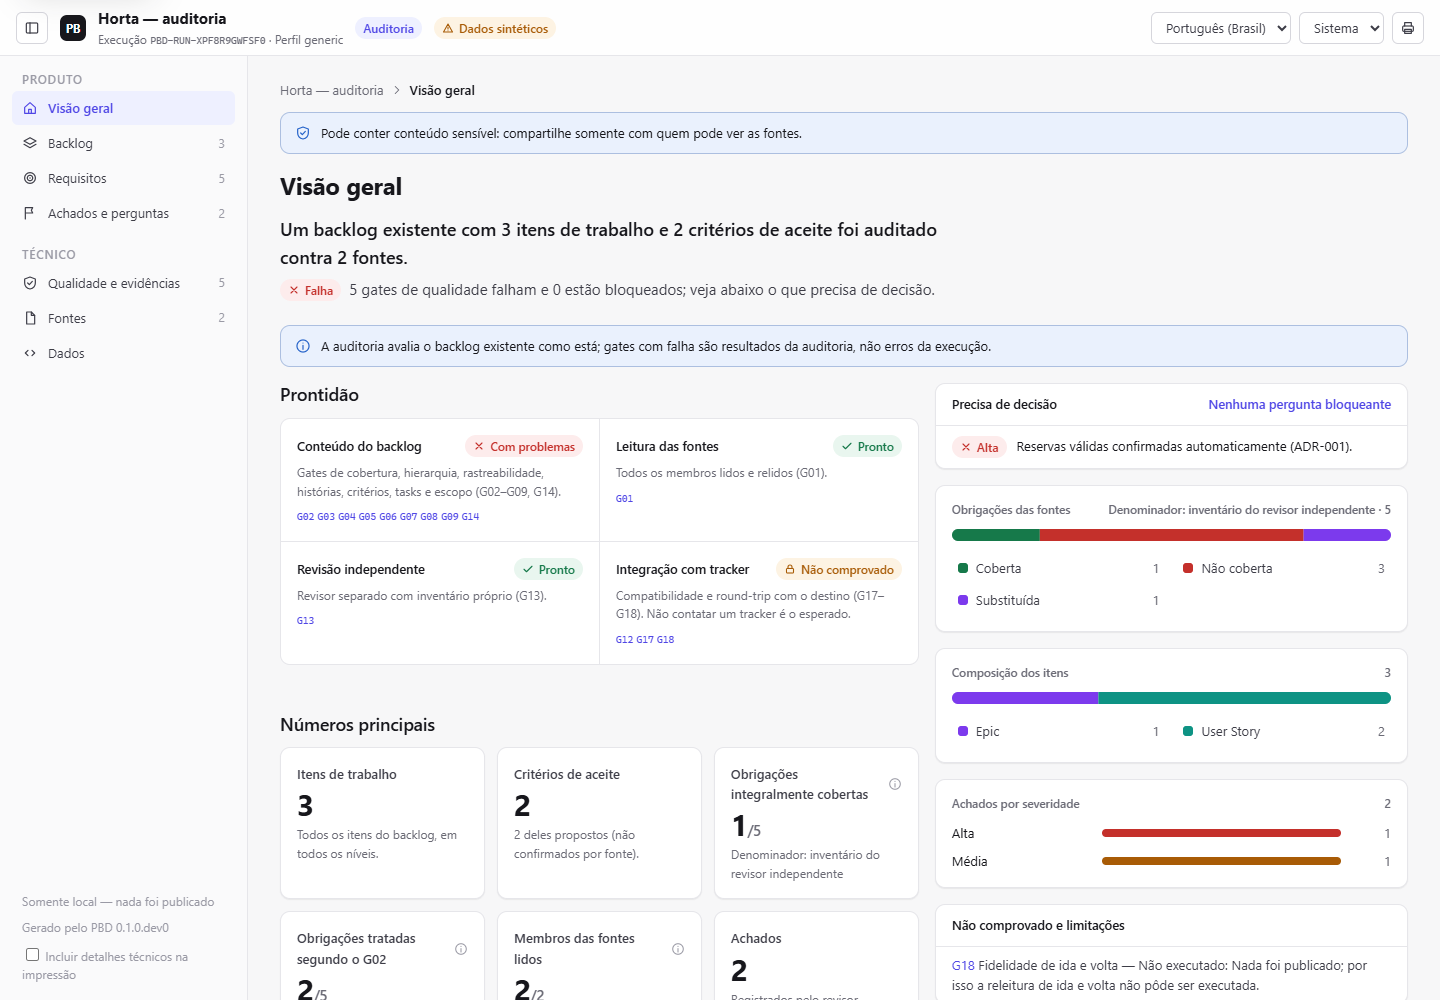 PB
Horta — auditoria
Execução PBD-RUN-XPF8R9GWFSF0 · Perfil generic
Auditoria
Dados sintéticos
Português (Brasil)
Sistema
PRODUTO
Visão geral
Backlog 3
Requisitos 5
Achados e perguntas 2
TÉCNICO
Qualidade e evidências 5
Fontes 2
Dados
Somente local — nada foi publicado
Gerado pelo PBD 0.1.0.dev0
Incluir detalhes técnicos na
impressão
Horta — auditoria > Visão geral
Pode conter conteúdo sensível: compartilhe somente com quem pode ver as fontes.
Visão geral
Um backlog existente com 3 itens de trabalho e 2 critérios de aceite foi auditado
contra 2 fontes.
Falha 5 gates de qualidade falham e 0 estão bloqueados; veja abaixo o que precisa de decisão.
A auditoria avalia o backlog existente como está; gates com falha são resultados da auditoria, não erros da execução.
Prontidão
Conteúdo do backlog Com problemas
Gates de cobertura, hierarquia, rastreabilidade,
histórias, critérios, tasks e escopo (G02–G09, G14).
G02 G03 G04 G05 G06 G07 G08 G09 G14
Leitura das fontes Pronto
Todos os membros lidos e relidos (G01).
G01
Revisão independente Pronto
Revisor separado com inventário próprio (G13).
G13
Integração com tracker Não comprovado
Compatibilidade e round-trip com o destino (G17–
G18). Não contatar um tracker é o esperado.
G12 G17 G18
Números principais
Itens de trabalho
3
Todos os itens do backlog, em
todos os níveis.
Critérios de aceite
2
2 deles propostos (não
confirmados por fonte).
Obrigações
integralmente cobertas
1/5
Denominador: inventário do
revisor independente
Obrigações tratadas
segundo o G02
2/5
Membros das fontes
lidos
2/2
Achados
2
Registrados pelo revisor
Precisa de decisão Nenhuma pergunta bloqueante
Alta Reservas válidas confirmadas automaticamente (ADR-001).
Obrigações das fontes Denominador: inventário do revisor independente · 5
Coberta 1 Não coberta 3
Substituída 1
Composição dos itens 3
Epic 1 User Story 2
Achados por severidade 2
Alta 1
Média 1
Não comprovado e limitações
G18 Fidelidade de ida e volta — Não executado: Nada foi publicado; por
isso a releitura de ida e volta não pôde ser executada.